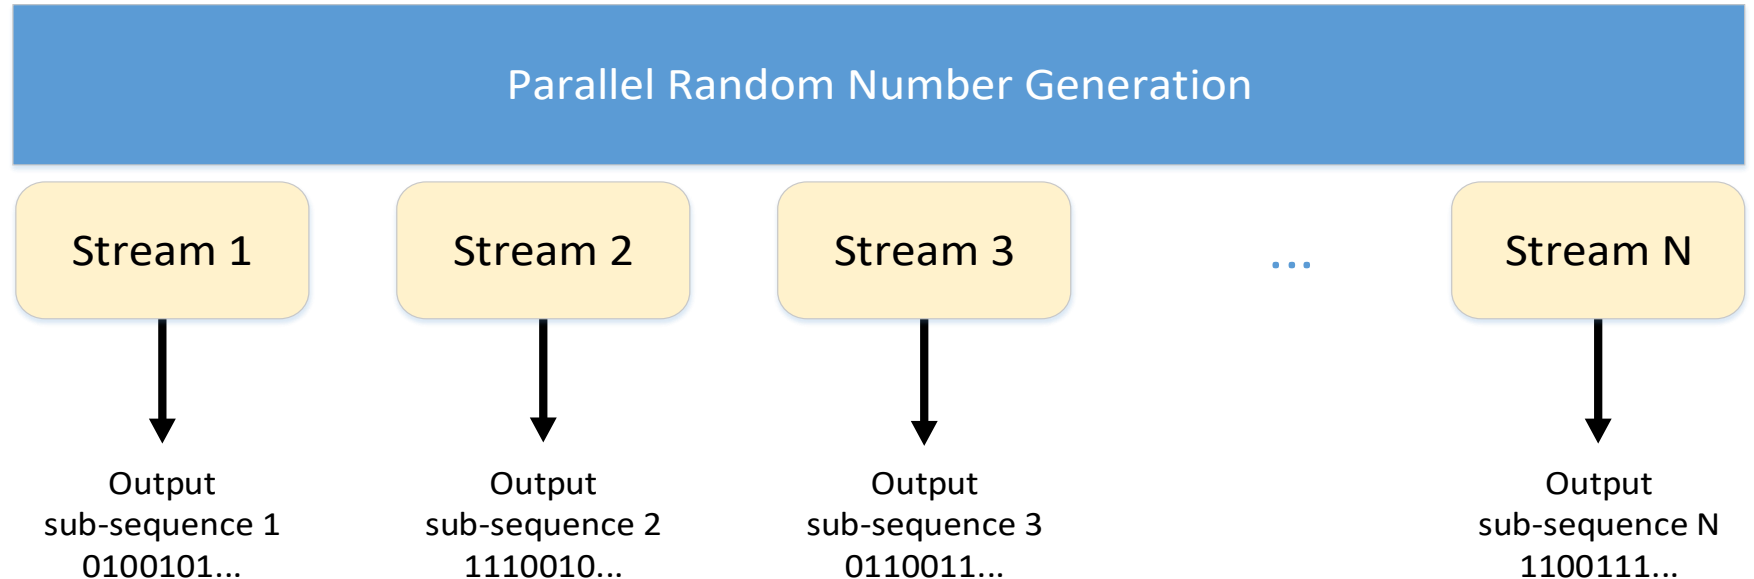 Parallel Random Number Generation
Stream 1
Stream 2
Stream 3
...
Stream N
Output
sub-sequence 1
0100101...
Output
sub-sequence 2
1110010...
Output
sub-sequence 3
0110011...
Output
sub-sequence N
1100111...